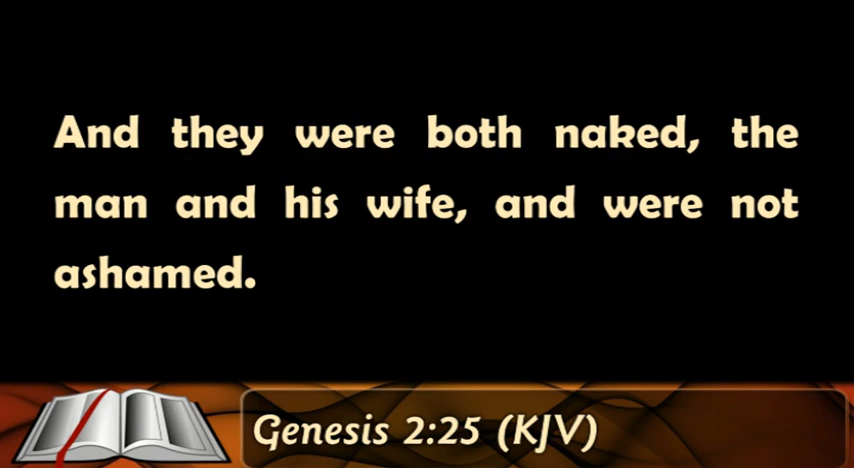 And they were both naked, the
man and his wife, and were not
ashamed.
Genesis 2:25 (KJV)